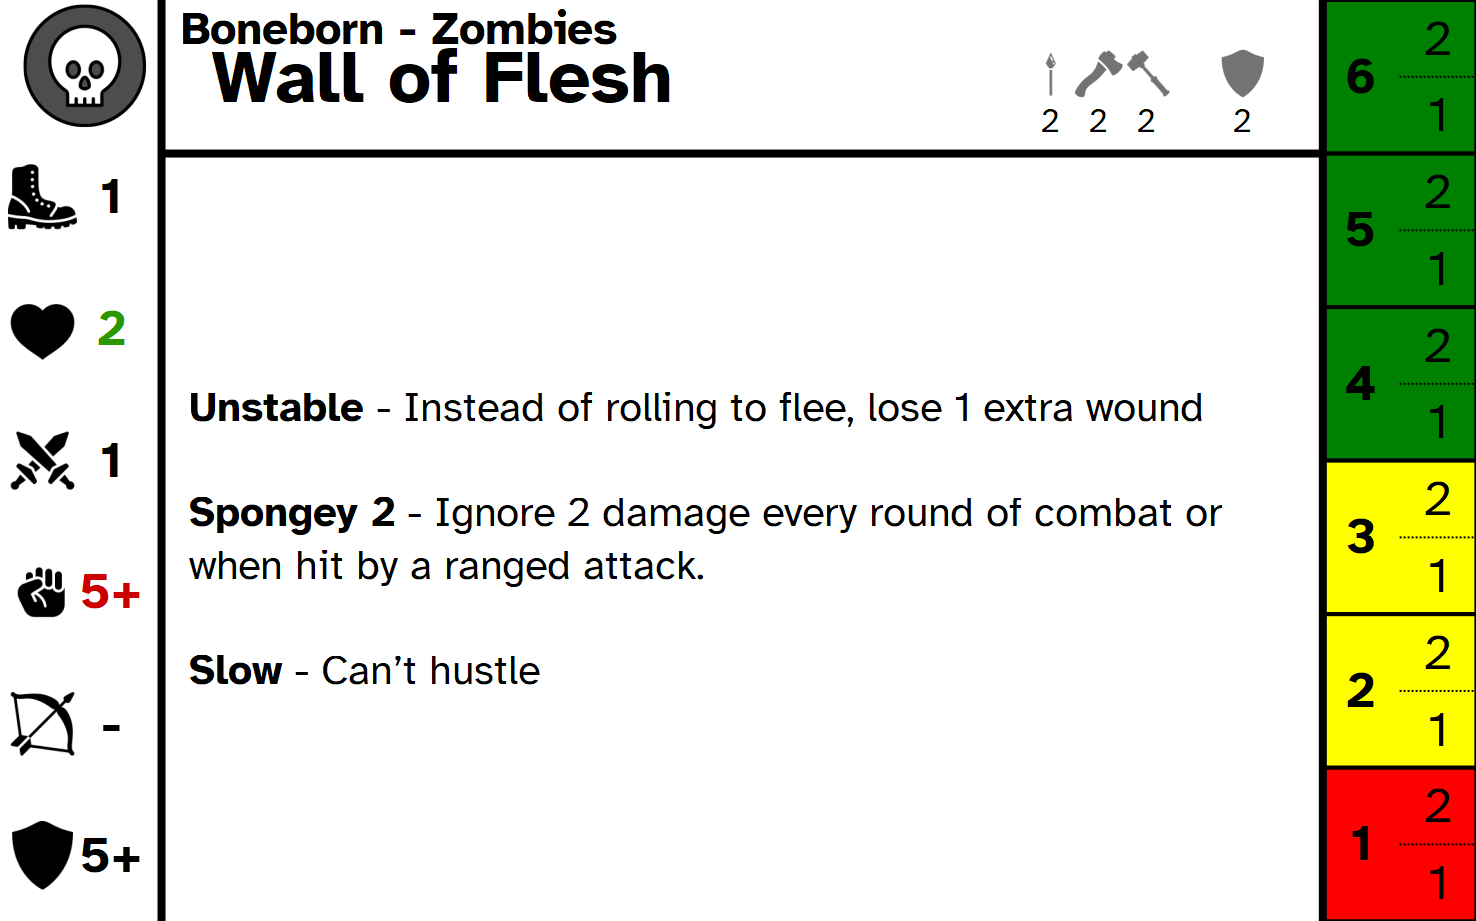 Boneborn - Zombies
Wall of Flesh
2 2 2 2
1
2
1
5+
-
5+
Unstable - Instead of rolling to flee, lose 1 extra wound
Spongey 2 - Ignore 2 damage every round of combat or
when hit by a ranged attack.
Slow - Can’t hustle
6 2 1
5 2 1
4 2 1
3 2 1
2 2 1
1 2 1